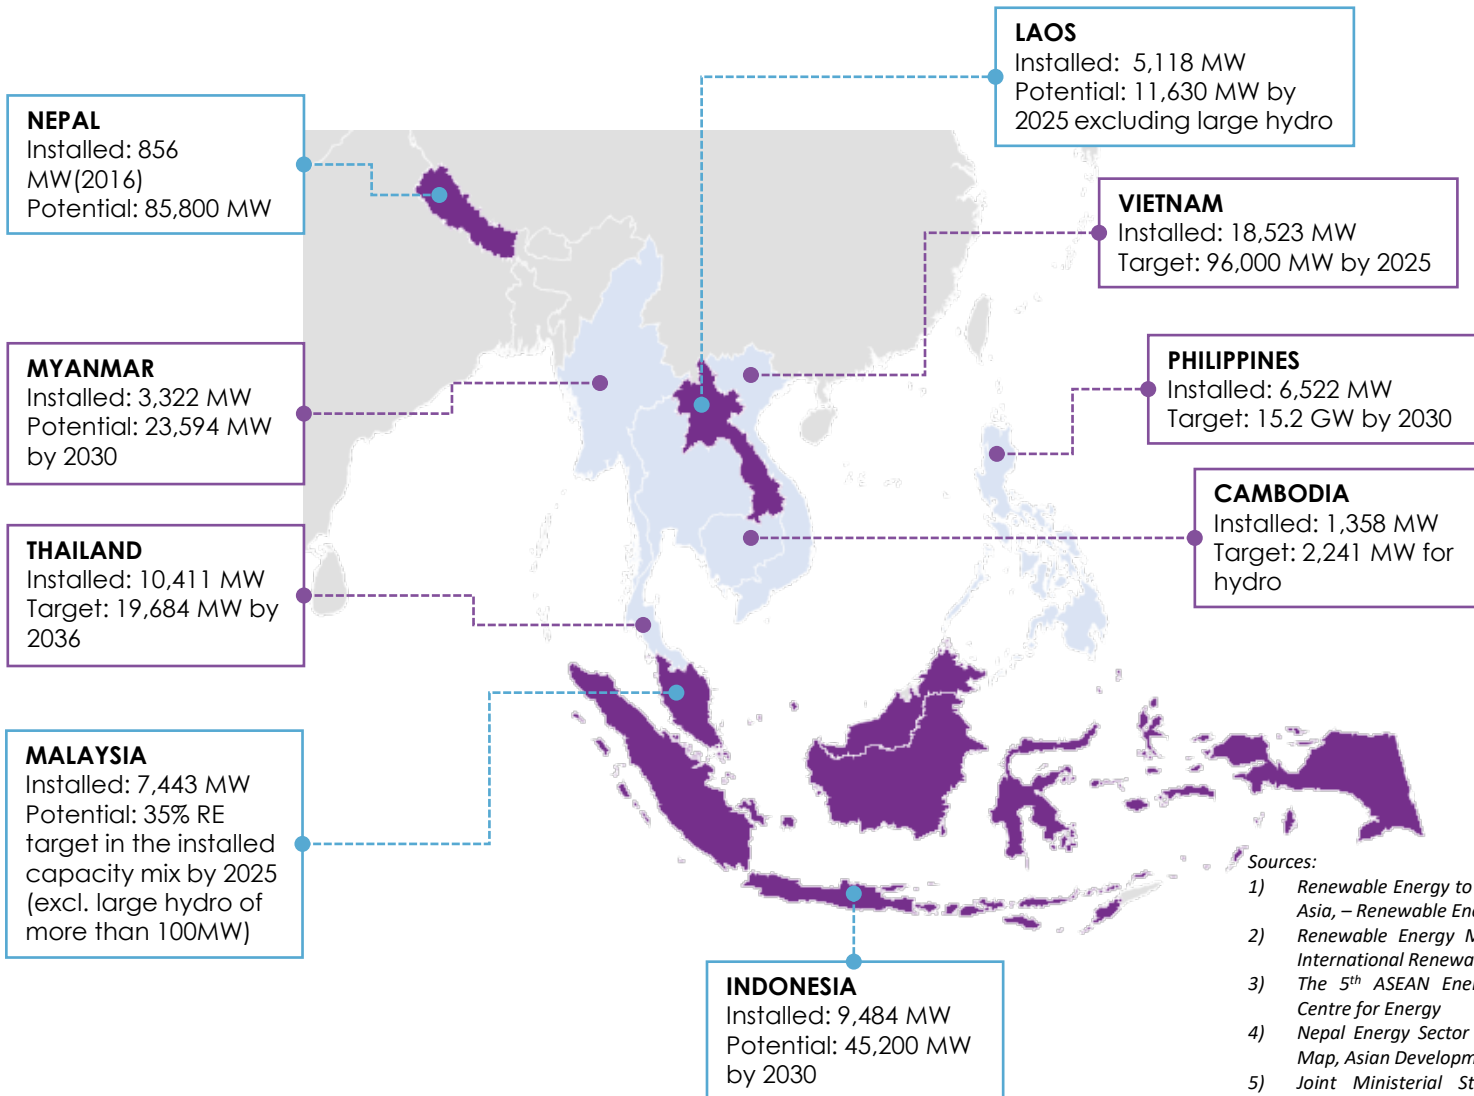 LAOS
Installed:  5,118 MW
Potential: 11,630 MW by
2025 excluding large hydro
NEPAL
Installed: 856
MW(2016)
Potential: 85,800 MW
VIETNAM
Installed: 18,523 MW
Target: 96,000 MW by 2025
MYANMAR
Installed: 3,322 MW
Potential: 23,594 MW
by 2030
PHILIPPINES
Installed: 6,522 MW
Target: 15.2 GW by 2030
CAMBODIA
Installed: 1,358 MW
Target: 2,241 MW for
hydro
THAILAND
Installed: 10,411 MW
Target: 19,684 MW by
2036
MALAYSIA
Installed: 7,443 MW
Potential: 35% RE
target in the installed
capacity mix by 2025
(excl. large hydro of
more than 100MW)
INDONESIA
Installed: 9,484 MW
Potential: 45,200 MW
by 2030
Sources:
1) Renewable Energy to
Asia, – Renewable
2) Renewable Energy
International
3) The 5th ASEAN
Centre for Energy
4) Nepal Energy Sector
Map, Asian
5) Joint Ministerial